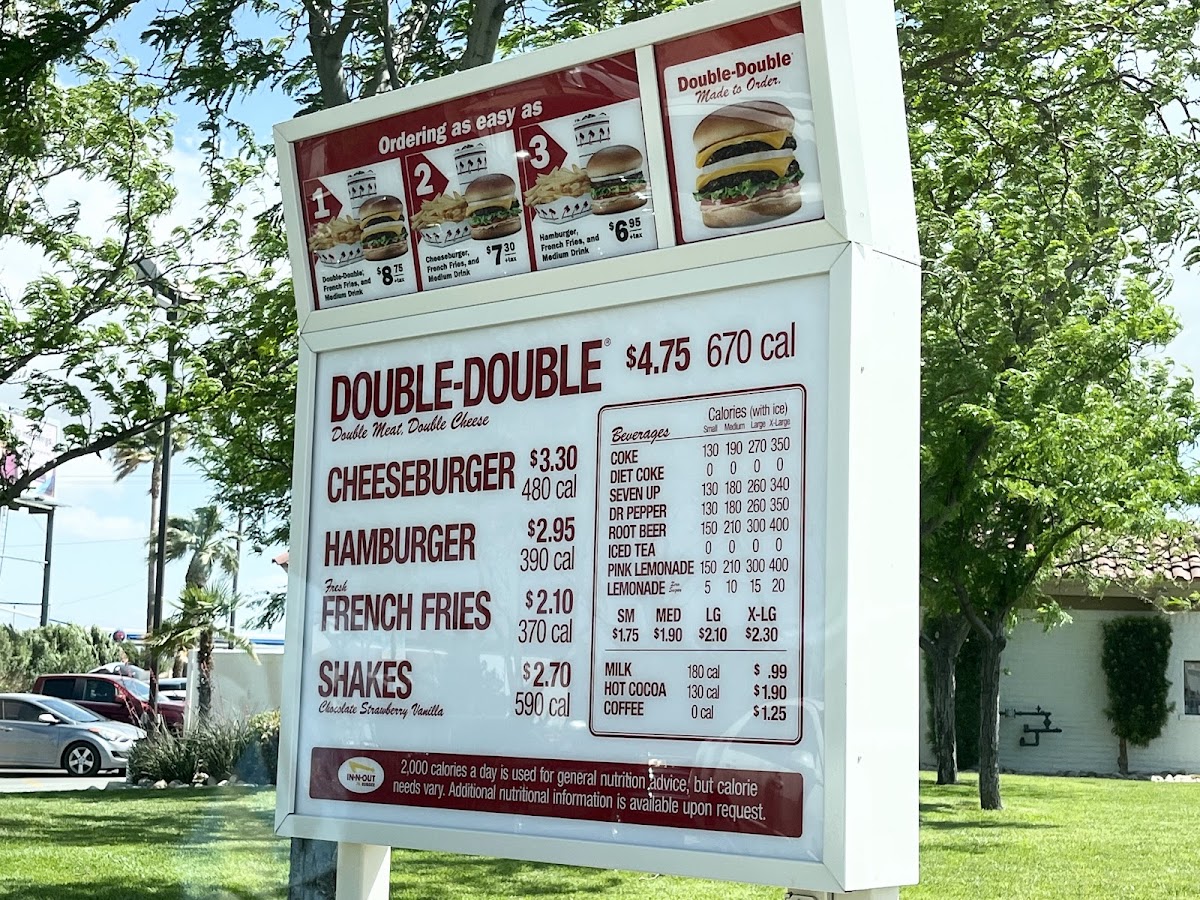 Ordering as easy as
1
Double-Double,
French Fries, and
Medium Drink
$8.75
+tax
2
Cheeseburger,
French Fries, and
Medium Drink
$7.30
+tax
3
Hamburger,
French Fries, and
Medium Drink
$6.95
+tax
Double-Double®
Made to Order.
DOUBLE-DOUBLE® $4.75 670 cal
Double Meat, Double Cheese
CHEESEBURGER $3.30
480 cal
HAMBURGER $2.95
390 cal
Fresh
FRENCH FRIES $2.10
370 cal
SHAKES $2.70
Chocolate Strawberry Vanilla 590 cal
Calories (with ice)
Beverages Small Medium Large X-Large
COKE 130 190 270 350
DIET COKE 0 0 0 0
SEVEN UP 130 180 260 340
DR PEPPER 130 180 260 350
ROOT BEER 150 210 300 400
ICED TEA 0 0 0 0
PINK LEMONADE 150 210 300 400
LEMONADE Zero Sugar 5 10 15 20
SM MED LG X-LG
$1.75 $1.90 $2.10 $2.30
MILK 180 cal $ .99
HOT COCOA 130 cal $1.90
COFFEE 0 cal $1.25
IN-N-OUT
BURGER
2,000 calories a day is used for general nutrition advice, but calorie
needs vary. Additional nutritional information is available upon request.